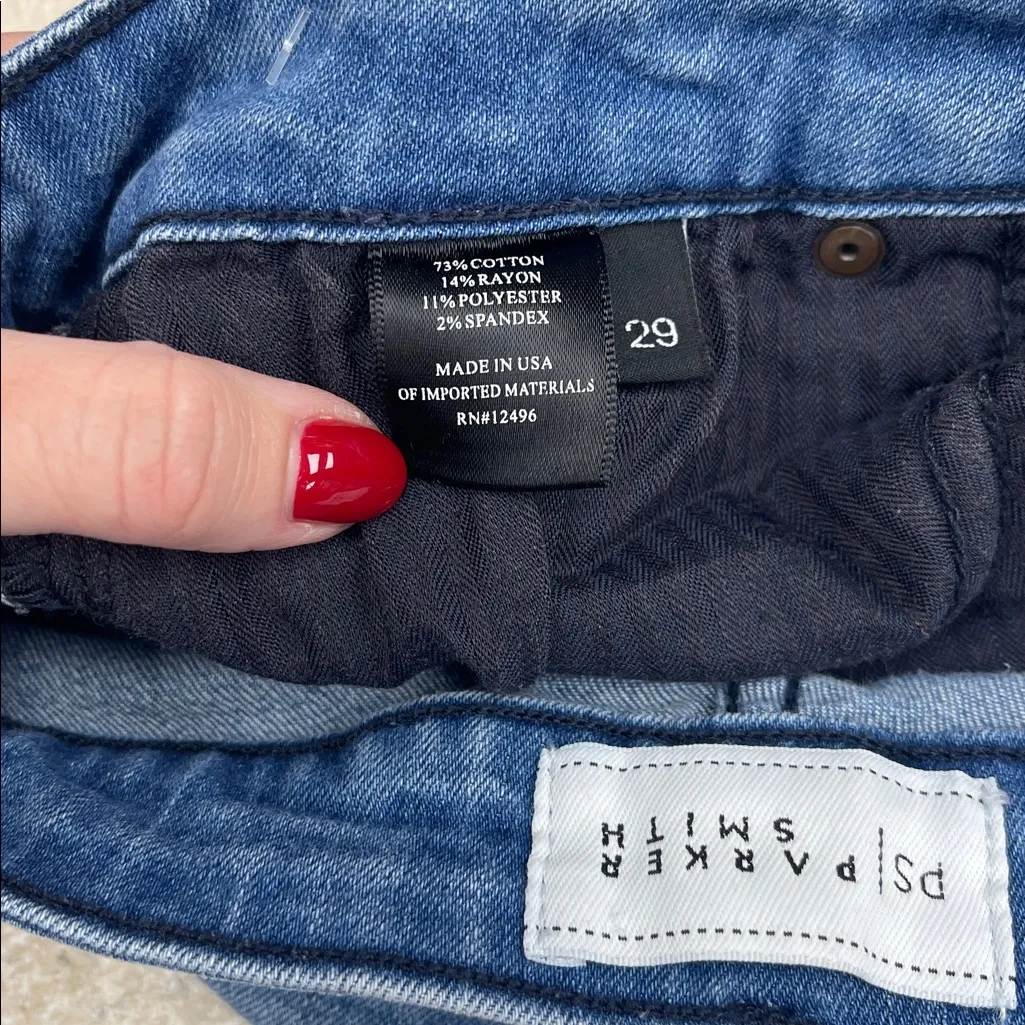 73% COTTON
14% RAYON
11% POLYESTER
2% SPANDEX
MADE IN USA
OF IMPORTED MATERIALS
RN#12496
29
PS | PARKER
SMITH